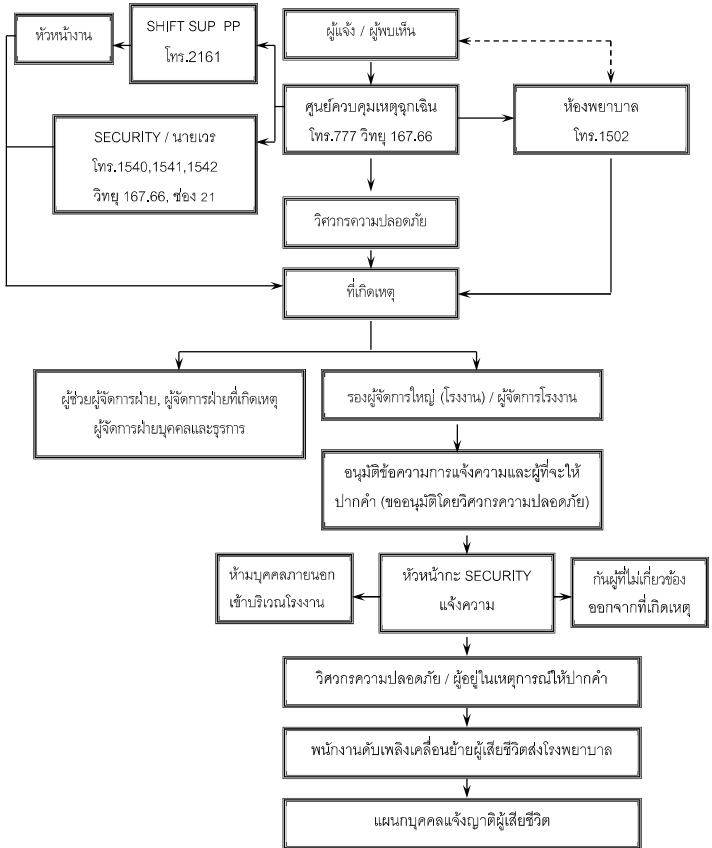 หัวหน้างาน
SHIFT SUP PP
โทร.2161
ผู้แจ้ง / ผู้พบเห็น
ศูนย์ควบคุมเหตุฉุกเฉิน
โทร.777 วิทยุ 167.66
ห้องพยาบาล
โทร.1502
SECURITY / นายเวร
โทร.1540,1541,1542
วิทยุ 167.66, ช่อง 21
วิศวกรความปลอดภัย
ที่เกิดเหตุ
ผู้ช่วยผู้จัดการฝ่าย, ผู้จัดการฝ่ายที่เกิดเหตุ
ผู้จัดการฝ่ายบุคคลและธุรการ
รองผู้จัดการใหญ่ (โรงงาน) / ผู้จัดการโรงงาน
อนุมัติข้อความการแจ้งความและผู้ที่จะให้
ปากคำ (ขออนุมัติโดยวิศวกรความปลอดภัย)
ห้ามบุคคลภายนอก
เข้าบริเวณโรงงาน
หัวหน้ากะ SECURITY
แจ้งความ
กันผู้ที่ไม่เกี่ยวข้อง
ออกจากที่เกิดเหตุ
วิศวกรความปลอดภัย / ผู้อยู่ในเหตุการณ์ให้ปากคำ
พนักงานดับเพลิงเคลื่อนย้ายผู้เสียชีวิตส่งโรงพยาบาล
แผนกบุคคลแจ้งญาติผู้เสียชีวิต